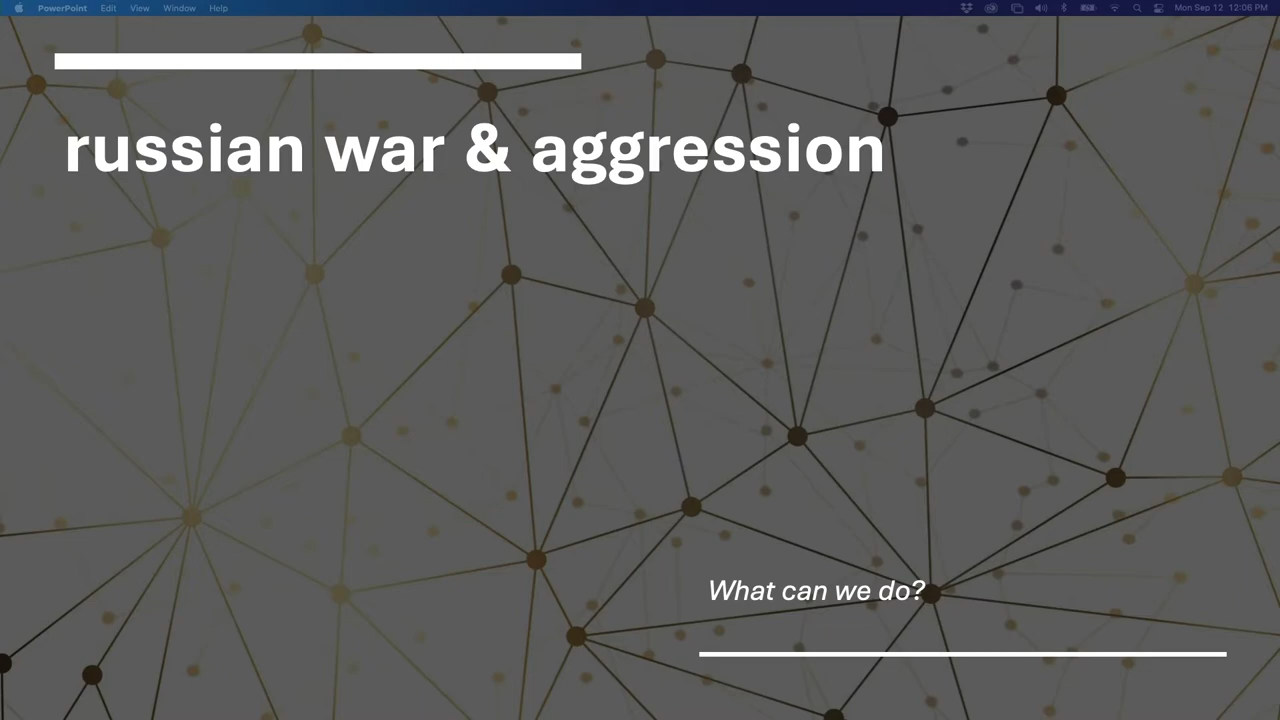 PowerPoint Edit View Window Help Mon Sep 12 12:06 PM
russian war & aggression
What can we do?